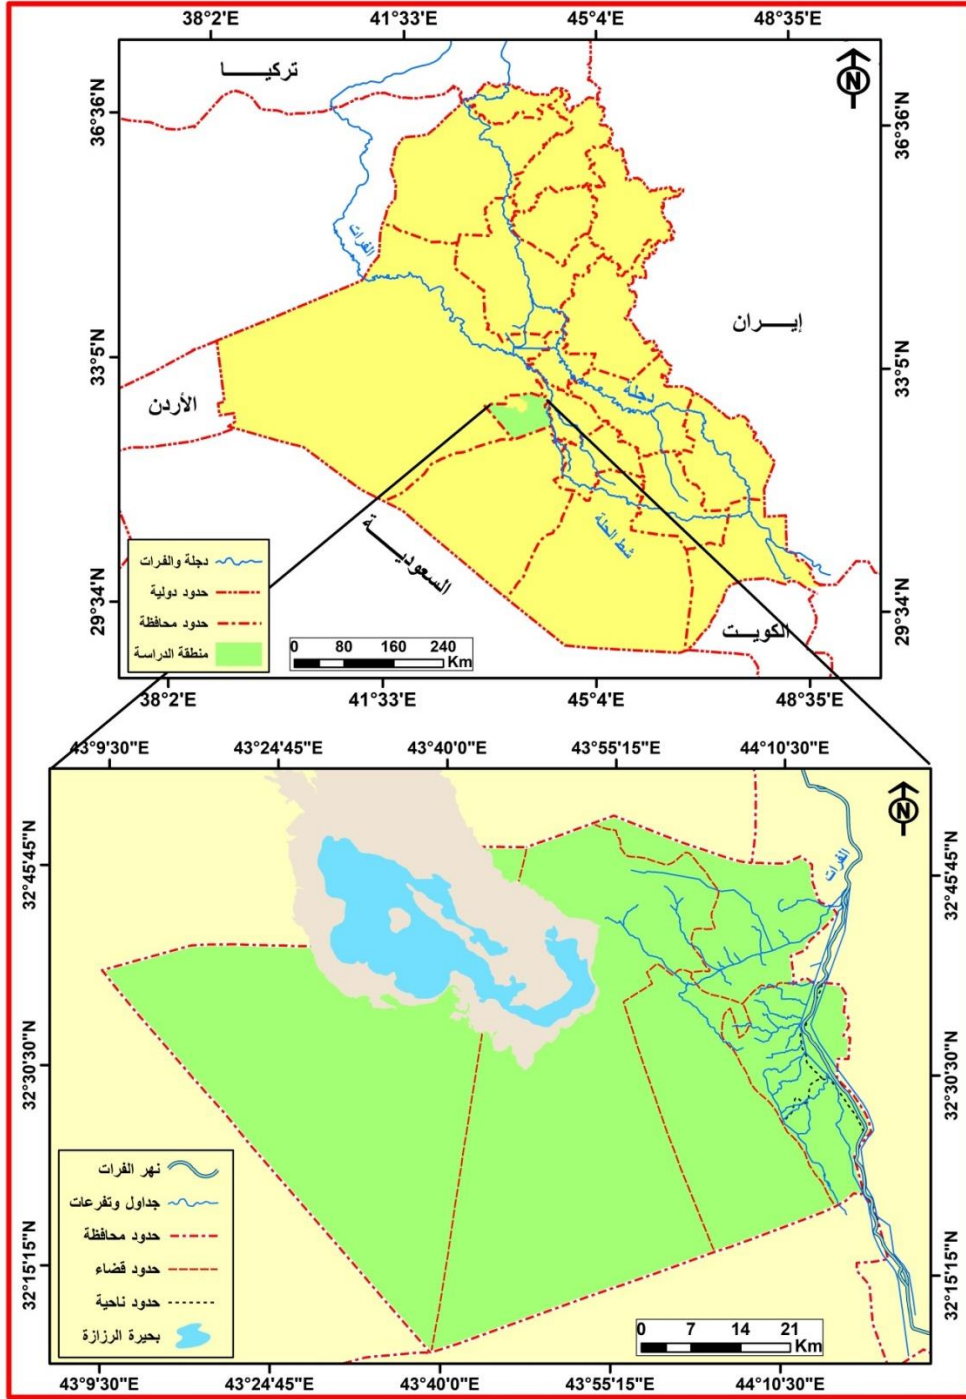 38°2'E 41°33'E 45°4'E 48°35'E
N
تركيـــــا
36°36'N
36°36'N
الفرات
إيـــران
33°5'N
33°5'N
الأردن
دجلة
شط الحلة
السعوديـــــة
29°34'N
29°34'N
الكويـــت
دجلة والفرات
حدود دولية
حدود محافظة
منطقة الدراسة
0 80 160 240
Km
38°2'E 41°33'E 45°4'E 48°35'E
43°9'30"E 43°24'45"E 43°40'0"E 43°55'15"E 44°10'30"E
N
32°45'45"N
32°45'45"N
الفرات
32°30'30"N
32°30'30"N
32°15'15"N
32°15'15"N
نهر الفرات
جداول وتفرعات
حدود محافظة
حدود قضاء
حدود ناحية
بحيرة الرزازة
0 7 14 21
Km
43°9'30"E 43°24'45"E 43°40'0"E 43°55'15"E 44°10'30"E